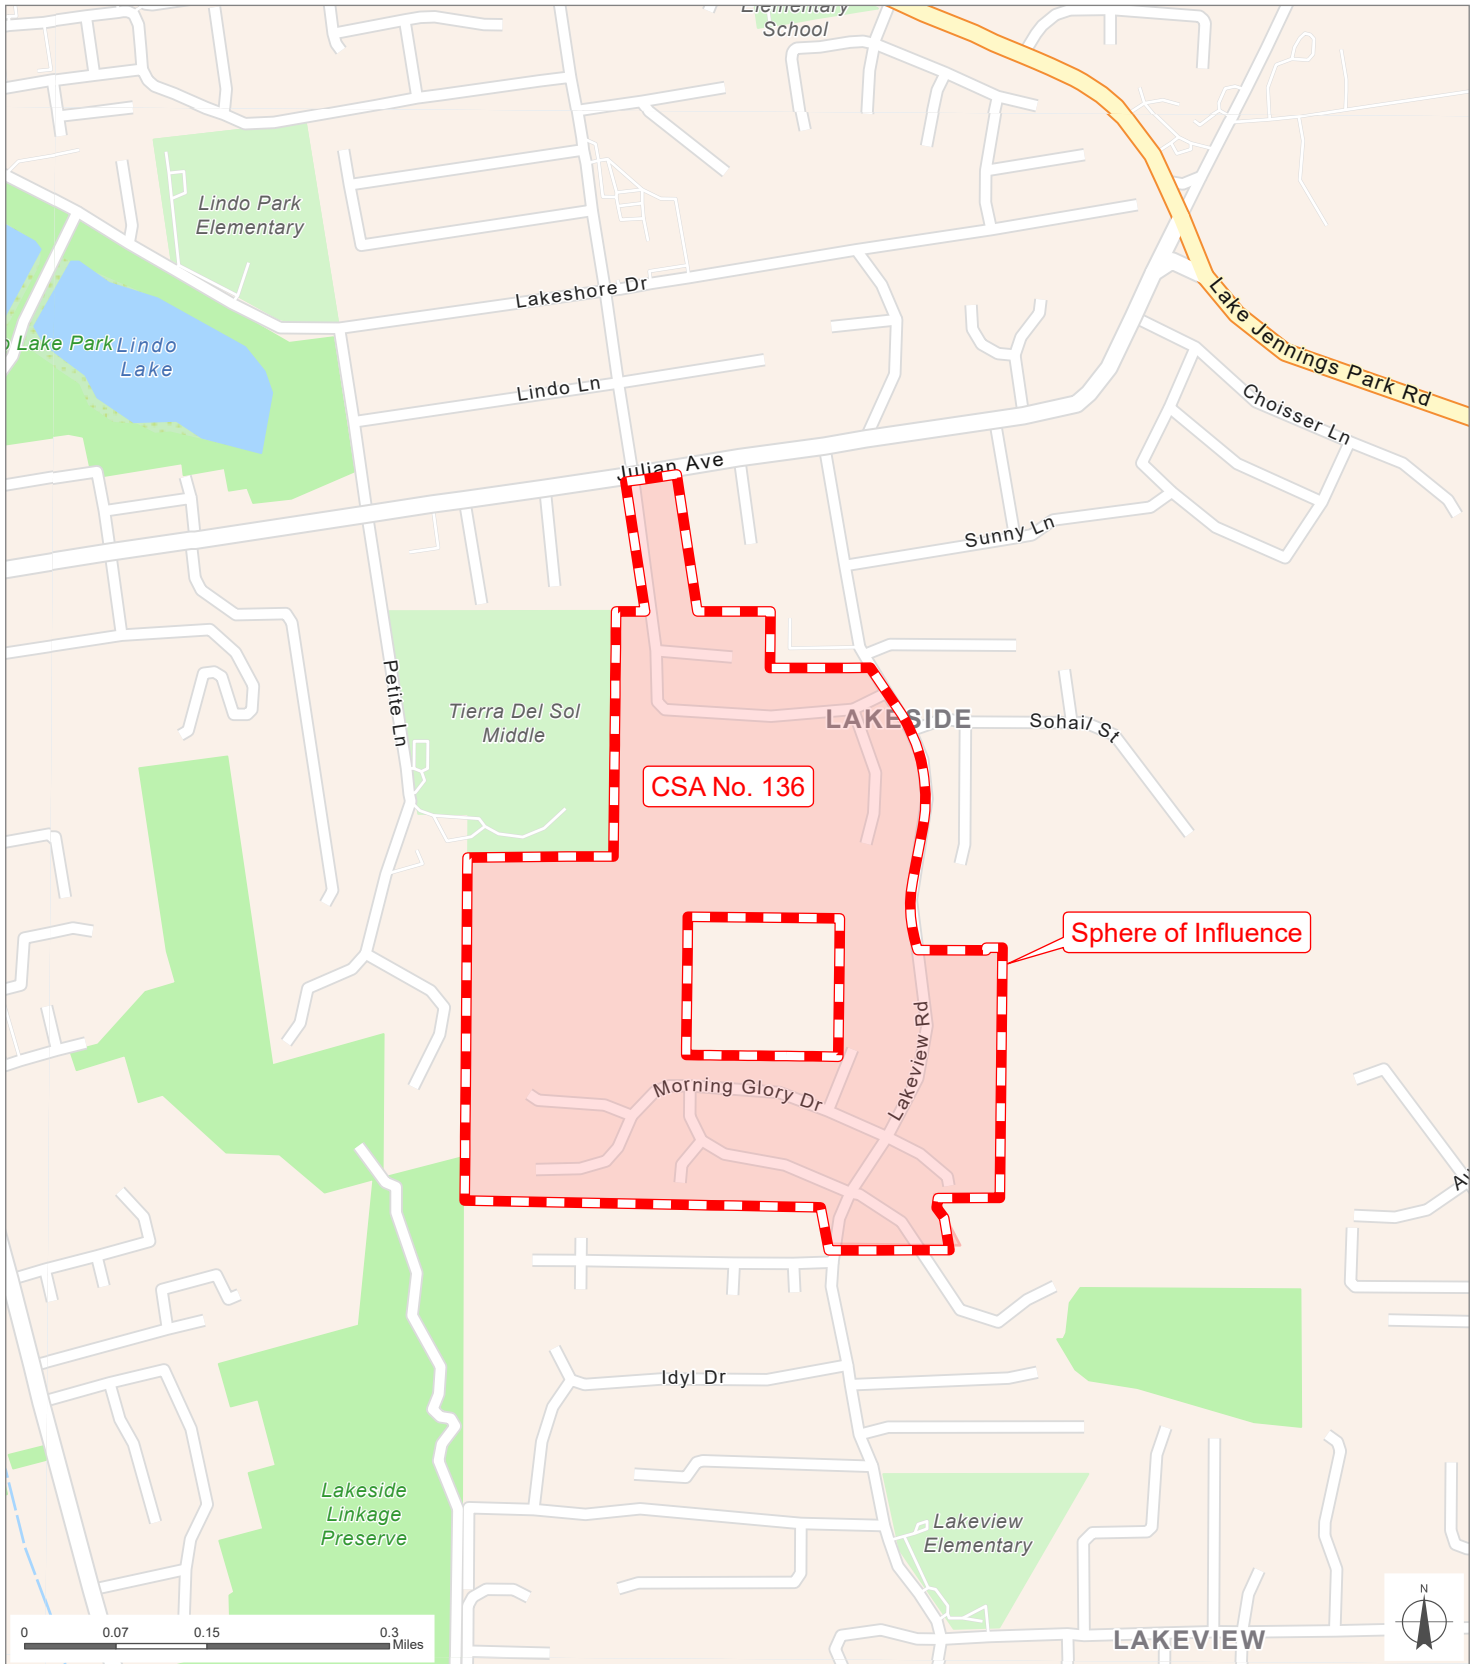 Elementary
School
Lindo Park
Elementary
Lakeshore Dr
Lake Jennings Park Rd
Lake Park
Lindo
Lake
Lindo Ln
Choisser Ln
Julian Ave
Sunny Ln
Petite Ln
Tierra Del Sol
Middle
LAKESIDE
Sohail St
CSA No. 136
Sphere of Influence
Lakeview Rd
Morning Glory Dr
Idyl Dr
Lakeside
Linkage
Preserve
Lakeview
Elementary
N
0 0.07 0.15 0.3
Miles
LAKEVIEW